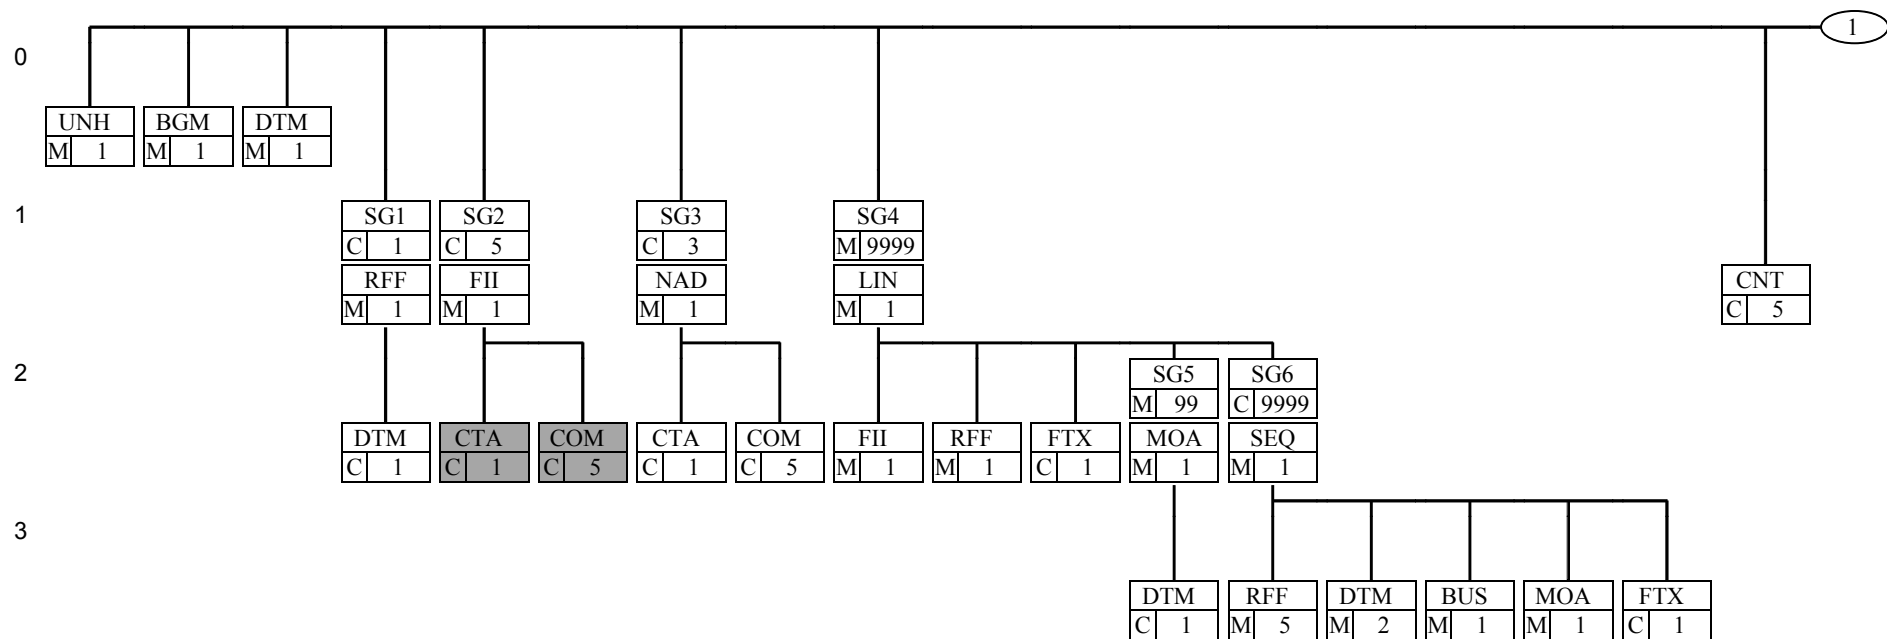 1
0
UNH BGM DTM
M 1 M 1 M 1
1
SG1 SG2 SG3 SG4
C 1 C 5 C 3 M 9999
RFF FII NAD LIN CNT
M 1 M 1 M 1 M 1 C 5
2
SG5 SG6
M 99 C 9999
DTM CTA COM CTA COM FII RFF FTX MOA SEQ
C 1 C 1 C 5 C 1 C 5 M 1 M 1 C 1 M 1 M 1
3
DTM RFF DTM BUS MOA FTX
C 1 M 5 M 2 M 1 M 1 C 1